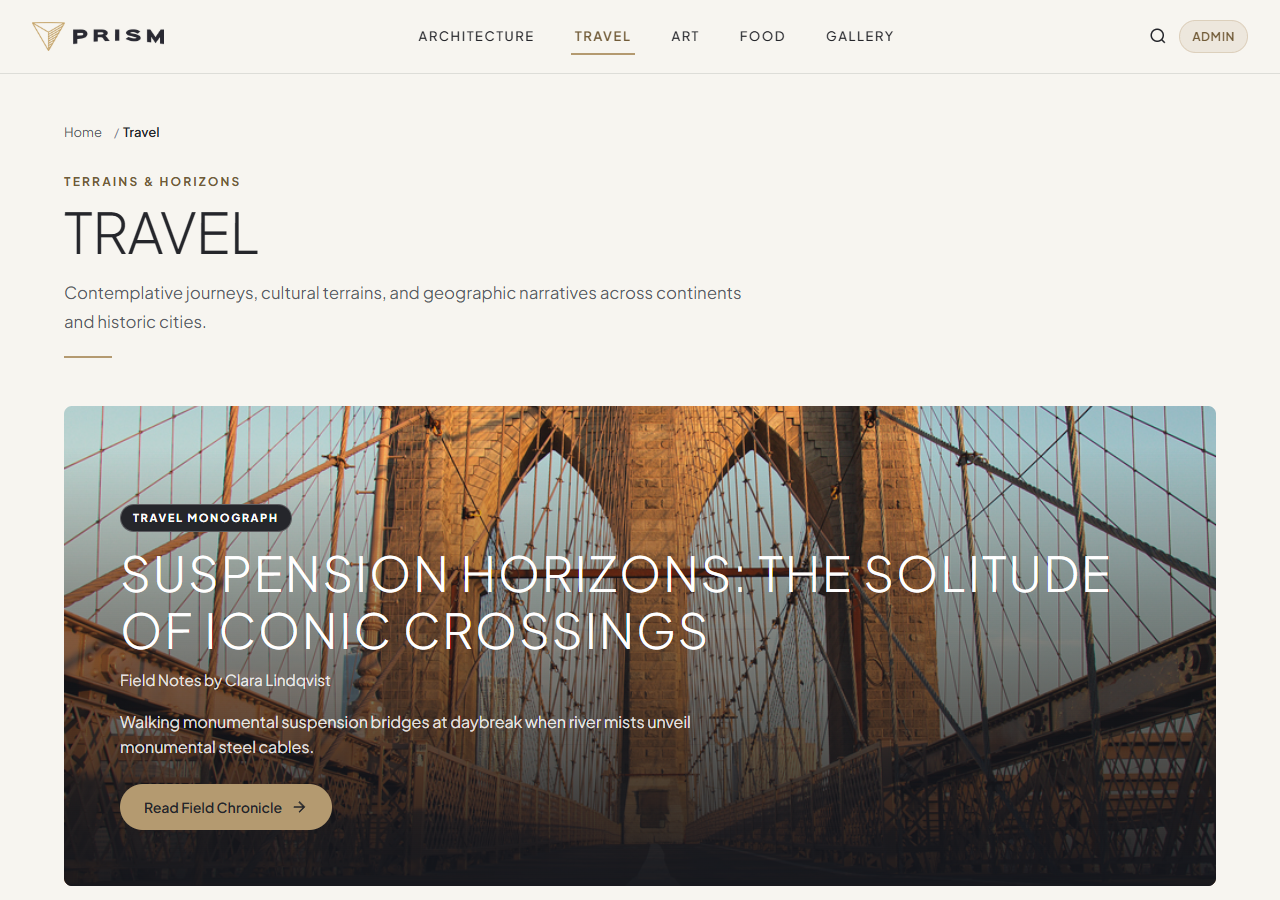 PRISM
ARCHITECTURE TRAVEL ART FOOD GALLERY
ADMIN
Home / Travel
TERRAINS & HORIZONS
TRAVEL
Contemplative journeys, cultural terrains, and geographic narratives across continents
and historic cities.
TRAVEL MONOGRAPH
SUSPENSION HORIZONS: THE SOLITUDE
OF ICONIC CROSSINGS
Field Notes by Clara Lindqvist
Walking monumental suspension bridges at daybreak when river mists unveil
monumental steel cables.
Read Field Chronicle